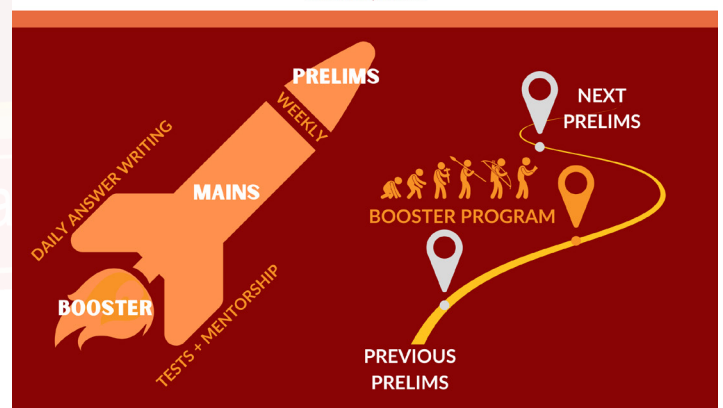 PRELIMS
WEEKLY
DAILY ANSWER WRITING
MAINS
BOOSTER
TESTS + MENTORSHIP
NEXT
PRELIMS
BOOSTER PROGRAM
PREVIOUS
PRELIMS